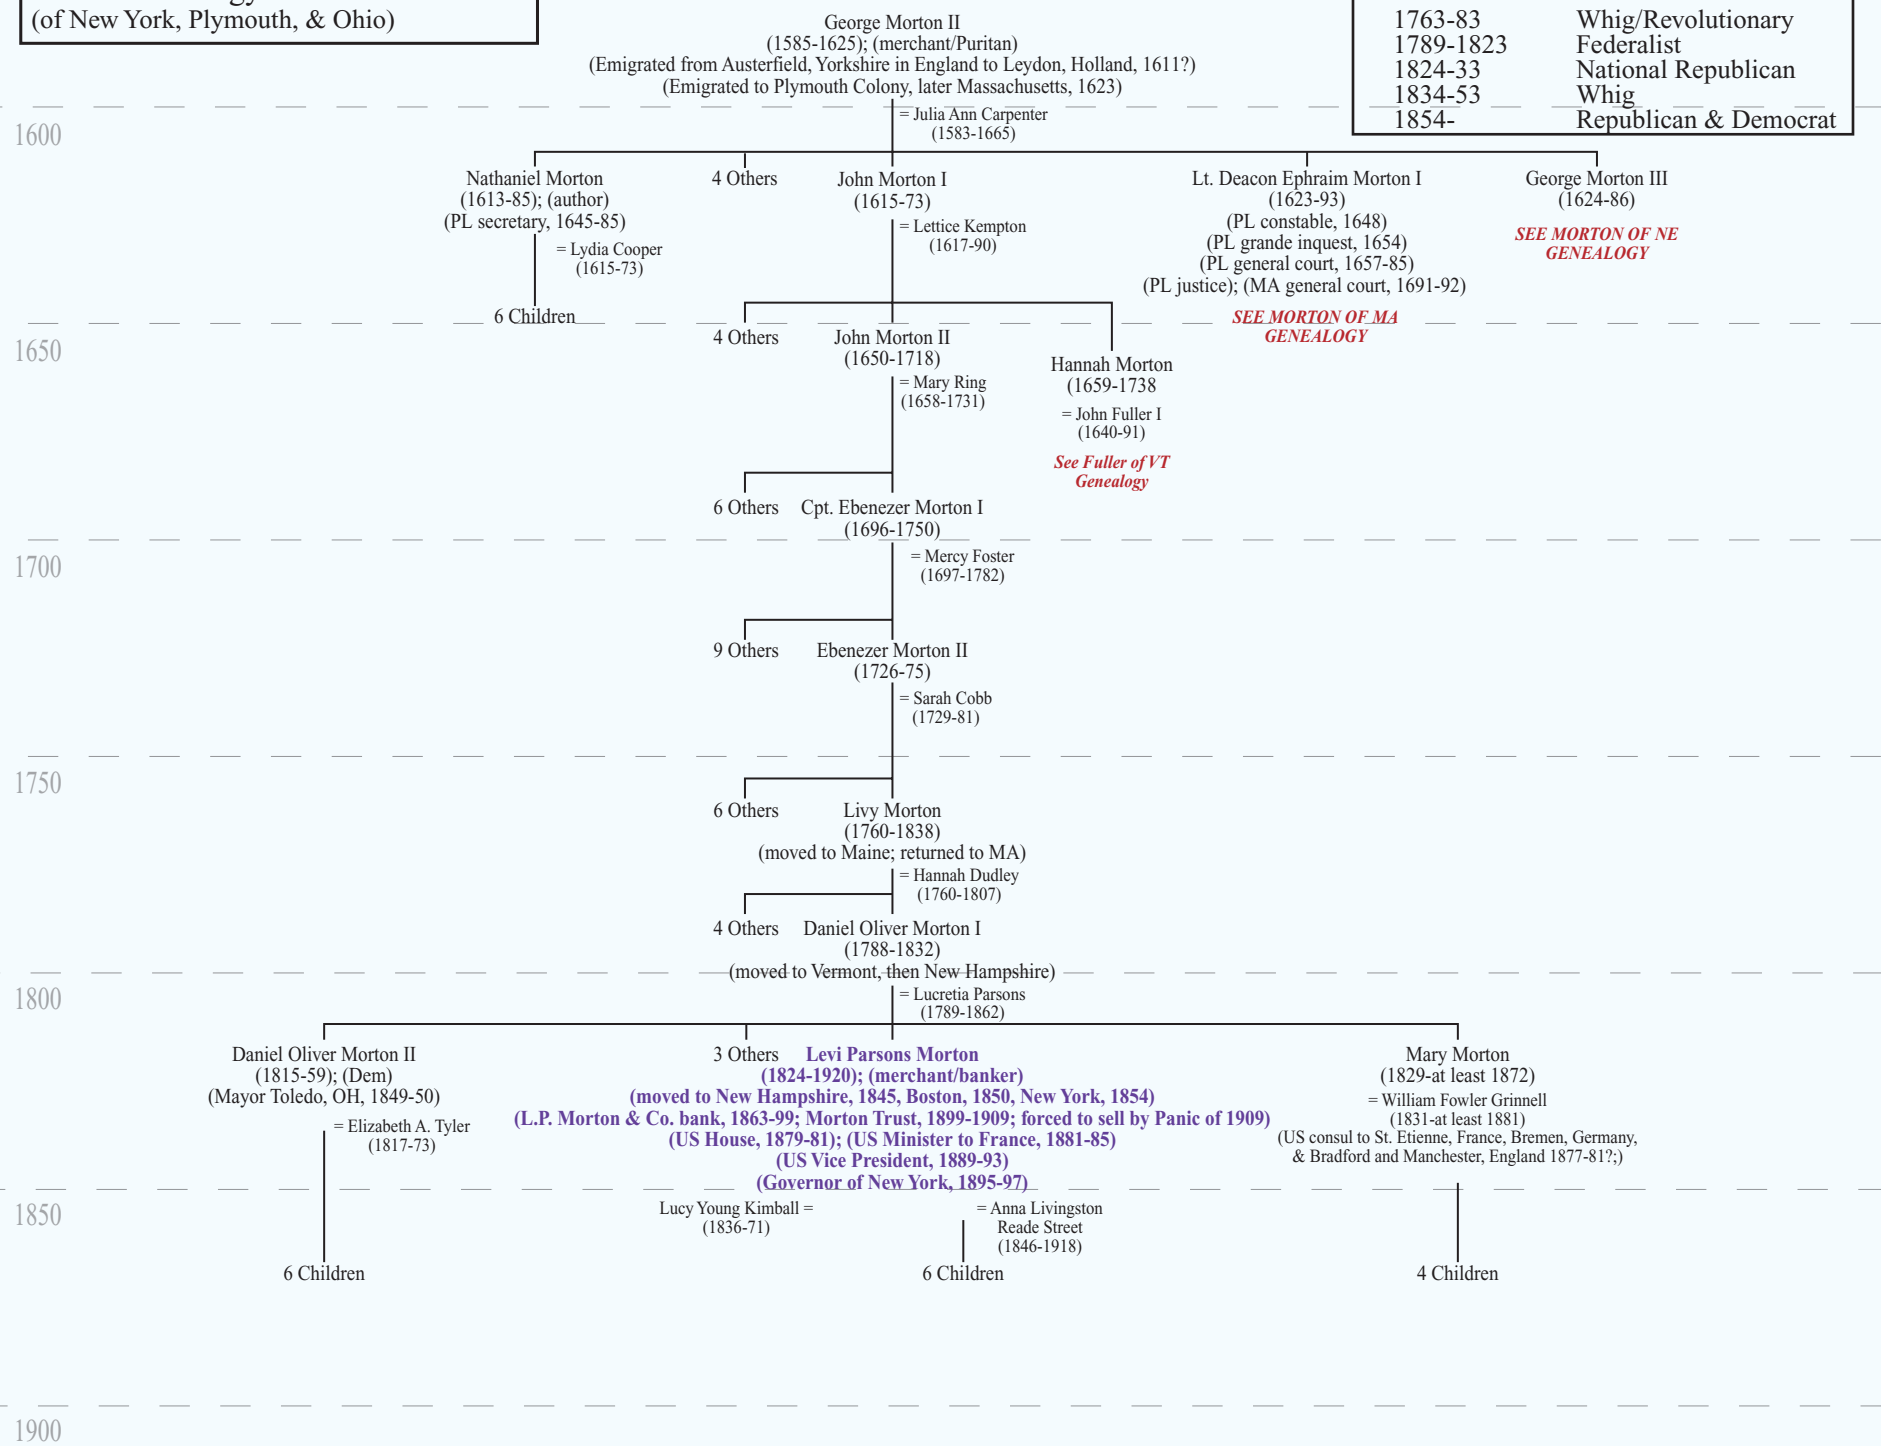 (of New York, Plymouth, & Ohio)
1763-83 Whig/Revolutionary
1789-1823 Federalist
1824-33 National Republican
1834-53 Whig
1854- Republican & Democrat
George Morton II
(1585-1625); (merchant/Puritan)
(Emigrated from Austerfield, Yorkshire in England to Leydon, Holland, 1611?)
(Emigrated to Plymouth Colony, later Massachusetts, 1623)
= Julia Ann Carpenter
(1583-1665)
1600
Nathaniel Morton
(1613-85); (author)
(PL secretary, 1645-85)
= Lydia Cooper
(1615-73)
6 Children
4 Others
John Morton I
(1615-73)
= Lettice Kempton
(1617-90)
Lt. Deacon Ephraim Morton I
(1623-93)
(PL constable, 1648)
(PL grande inquest, 1654)
(PL general court, 1657-85)
(PL justice); (MA general court, 1691-92)
SEE MORTON OF MA
GENEALOGY
George Morton III
(1624-86)
SEE MORTON OF NE
GENEALOGY
1650
4 Others
John Morton II
(1650-1718)
= Mary Ring
(1658-1731)
Hannah Morton
(1659-1738
= John Fuller I
(1640-91)
See Fuller of VT
Genealogy
6 Others
Cpt. Ebenezer Morton I
(1696-1750)
1700
= Mercy Foster
(1697-1782)
9 Others
Ebenezer Morton II
(1726-75)
= Sarah Cobb
(1729-81)
1750
6 Others
Livy Morton
(1760-1838)
(moved to Maine; returned to MA)
= Hannah Dudley
(1760-1807)
4 Others
Daniel Oliver Morton I
(1788-1832)
(moved to Vermont, then New Hampshire)
1800
= Lucretia Parsons
(1789-1862)
Daniel Oliver Morton II
(1815-59); (Dem)
(Mayor Toledo, OH, 1849-50)
= Elizabeth A. Tyler
(1817-73)
6 Children
3 Others
Levi Parsons Morton
(1824-1920); (merchant/banker)
(moved to New Hampshire, 1845, Boston, 1850, New York, 1854)
(L.P. Morton & Co. bank, 1863-99; Morton Trust, 1899-1909; forced to sell by Panic of 1909)
(US House, 1879-81); (US Minister to France, 1881-85)
(US Vice President, 1889-93)
(Governor of New York, 1895-97)
Lucy Young Kimball =
(1836-71)
= Anna Livingston
Reade Street
(1846-1918)
6 Children
Mary Morton
(1829-at least 1872)
= William Fowler Grinnell
(1831-at least 1881)
(US consul to St. Etienne, France, Bremen, Germany,
& Bradford and Manchester, England 1877-81?;)
4 Children
1850
1900